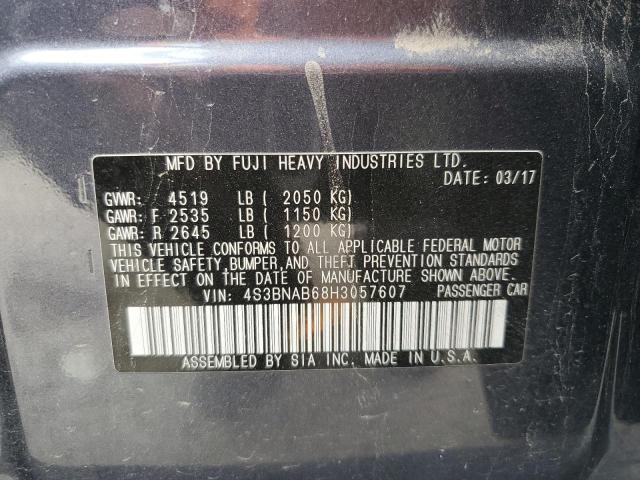 MFD BY FUJI HEAVY INDUSTRIES LTD.
DATE: 03/17
GVWR: 4519 LB ( 2050 KG)
GAWR: F 2535 LB ( 1150 KG)
GAWR: R 2645 LB ( 1200 KG)
THIS VEHICLE CONFORMS TO ALL APPLICABLE FEDERAL MOTOR
VEHICLE SAFETY, BUMPER, AND THEFT PREVENTION STANDARDS
IN EFFECT ON THE DATE OF MANUFACTURE SHOWN ABOVE.
VIN: 4S3BNAB68H3057607 PASSENGER CAR
ASSEMBLED BY SIA INC. MADE IN U.S.A.